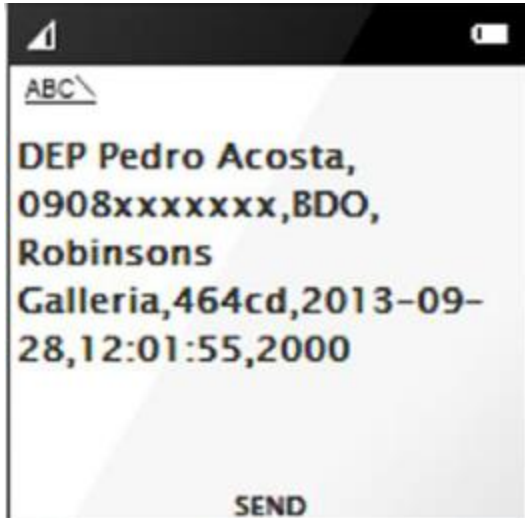 ABC
DEP Pedro Acosta,
0908xxxxxxx,BDO,
Robinsons
Galleria,464cd,2013-09-
28,12:01:55,2000
SEND